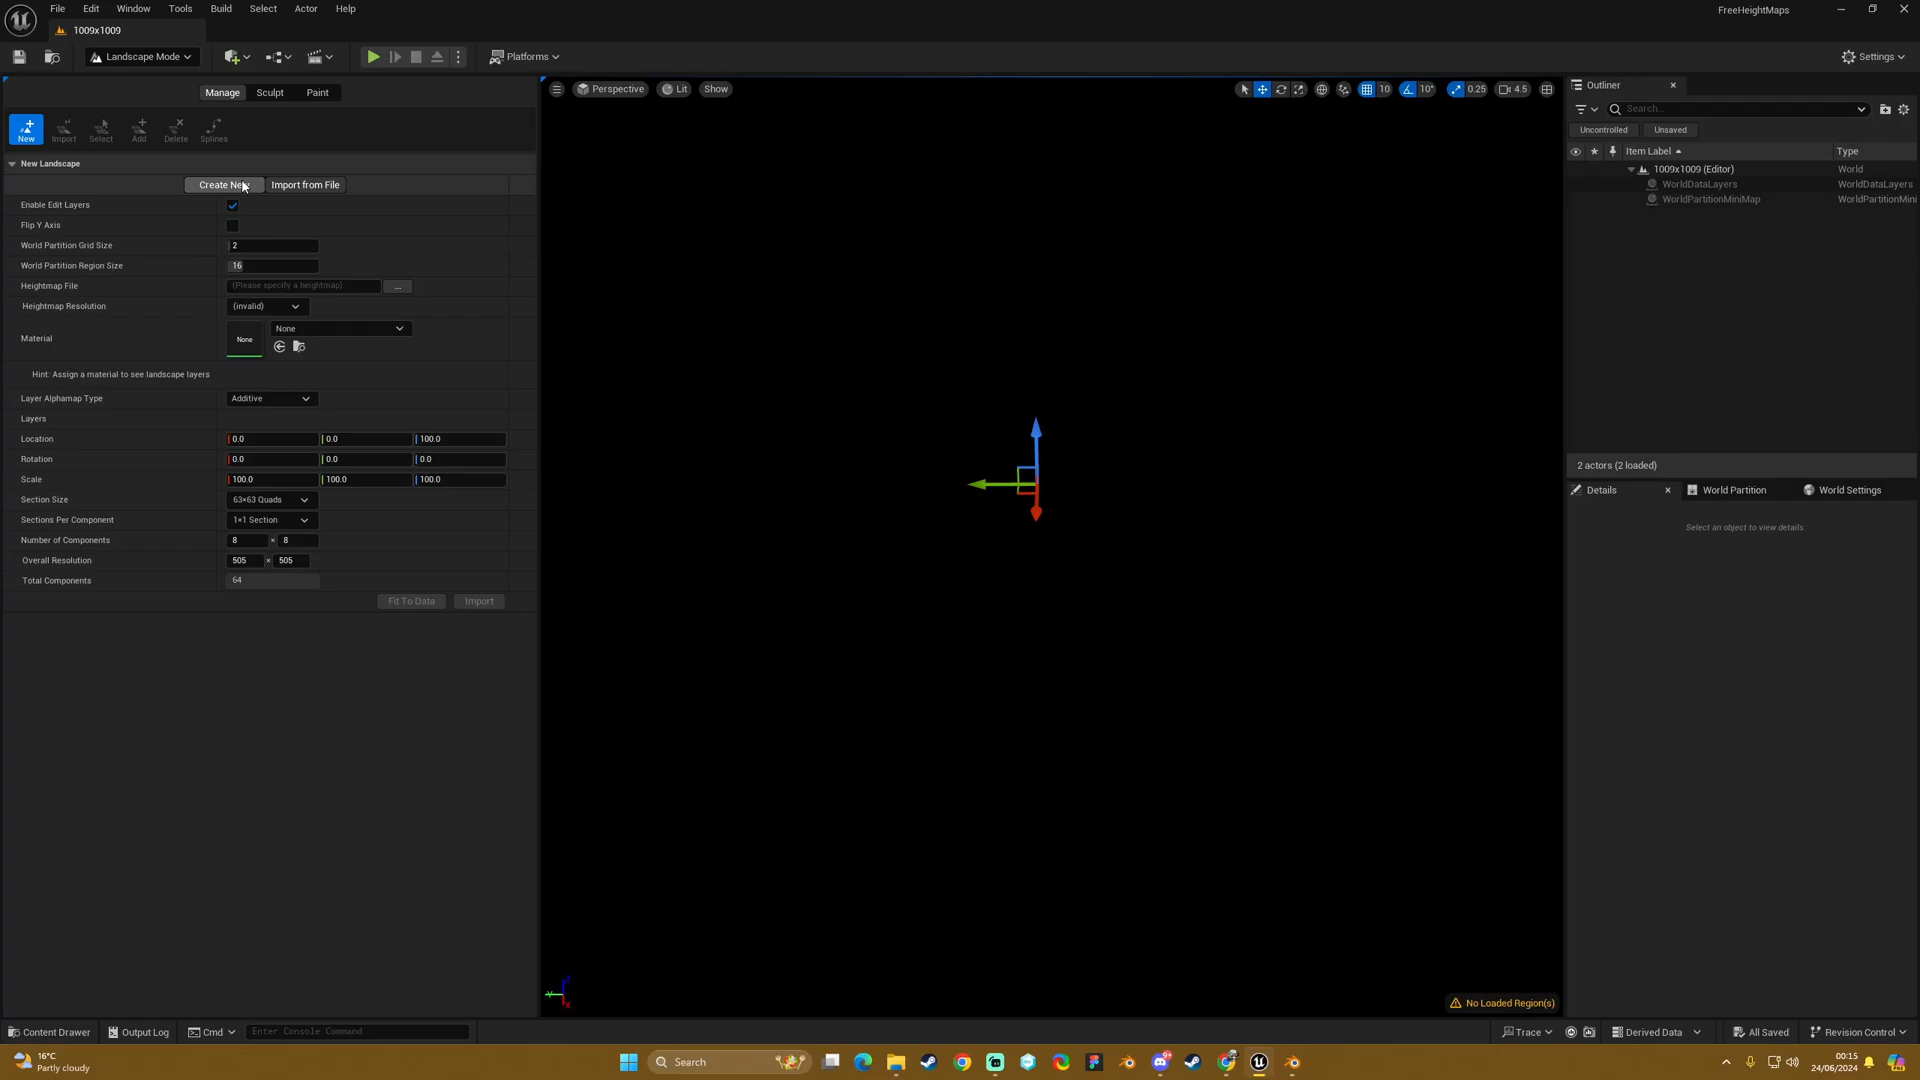 File Edit Window Tools Build Select Actor Help
FreeHeightMaps
1009x1009
Landscape Mode
Platforms
Settings
Manage Sculpt Paint
New Import Select Add Delete Splines
New Landscape
Create New Import from File
Enable Edit Layers
Flip Y Axis
World Partition Grid Size 2
World Partition Region Size 16
Heightmap File (Please specify a heightmap) ...
Heightmap Resolution (invalid)
Material None None
Hint: Assign a material to see landscape layers
Layer Alphamap Type Additive
Layers
Location 0.0 0.0 100.0
Rotation 0.0 0.0 0.0
Scale 100.0 100.0 100.0
Section Size 63×63 Quads
Sections Per Component 1×1 Section
Number of Components 8 × 8
Overall Resolution 505 × 505
Total Components 64
Fit To Data Import
Perspective Lit Show
10 10° 0.25 4.5
No Loaded Region(s)
Outliner
Search...
Uncontrolled Unsaved
Item Label Type
1009x1009 (Editor) World
WorldDataLayers WorldDataLayers
WorldPartitionMiniMap WorldPartitionMini
2 actors (2 loaded)
Details World Partition World Settings
Select an object to view details.
Content Drawer Output Log Cmd Enter Console Command
Trace Derived Data All Saved Revision Control
16°C
Partly cloudy
Search
00:15
24/06/2024